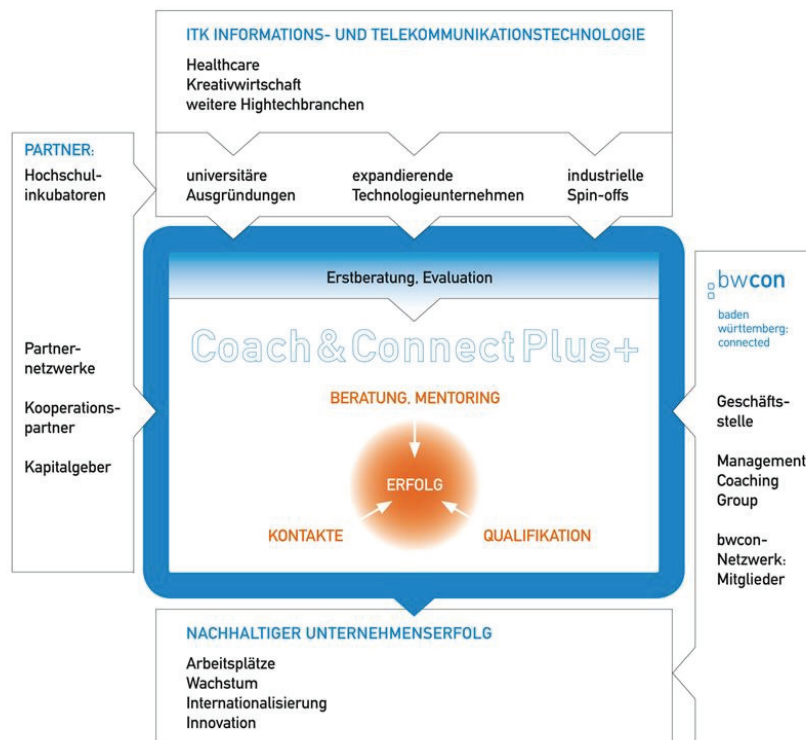 ITK INFORMATIONS- UND TELEKOMMUNIKATIONSTECHNOLOGIE
Healthcare
Kreativwirtschaft
weitere Hightechbranchen
PARTNER:
Hochschul-
inkubatoren
Partner-
netzwerke
Kooperations-
partner
Kapitalgeber
universitäre
Ausgründungen
expandierende
Technologieunternehmen
industrielle
Spin-offs
Erstberatung, Evaluation
Coach & Connect Plus+
BERATUNG, MENTORING
ERFOLG
KONTAKTE
QUALIFIKATION
bwcon
baden
württemberg:
connected
Geschäfts-
stelle
Management
Coaching
Group
bwcon-
Netzwerk:
Mitglieder
NACHHALTIGER UNTERNEHMENSERFOLG
Arbeitsplätze
Wachstum
Internationalisierung
Innovation